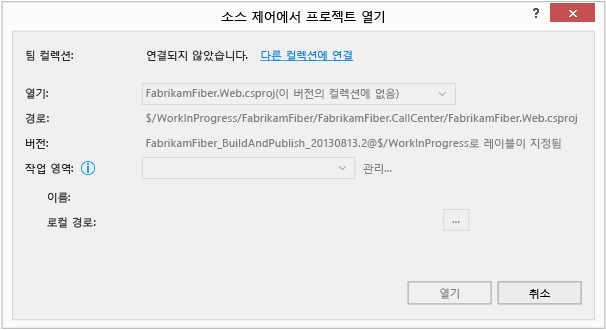 소스 제어에서 프로젝트 열기
? ×
팀 컬렉션: 연결되지 않았습니다. 다른 컬렉션에 연결
열기: FabrikamFiber.Web.csproj(이 버전의 컬렉션에 없음)
경로: $/WorkInProgress/FabrikamFiber/FabrikamFiber.CallCenter/FabrikamFiber.Web.csproj
버전: FabrikamFiber_BuildAndPublish_20130813.2@$/WorkInProgress로 레이블이 지정됨
작업 영역: 관리...
이름:
로컬 경로: ...
열기 취소